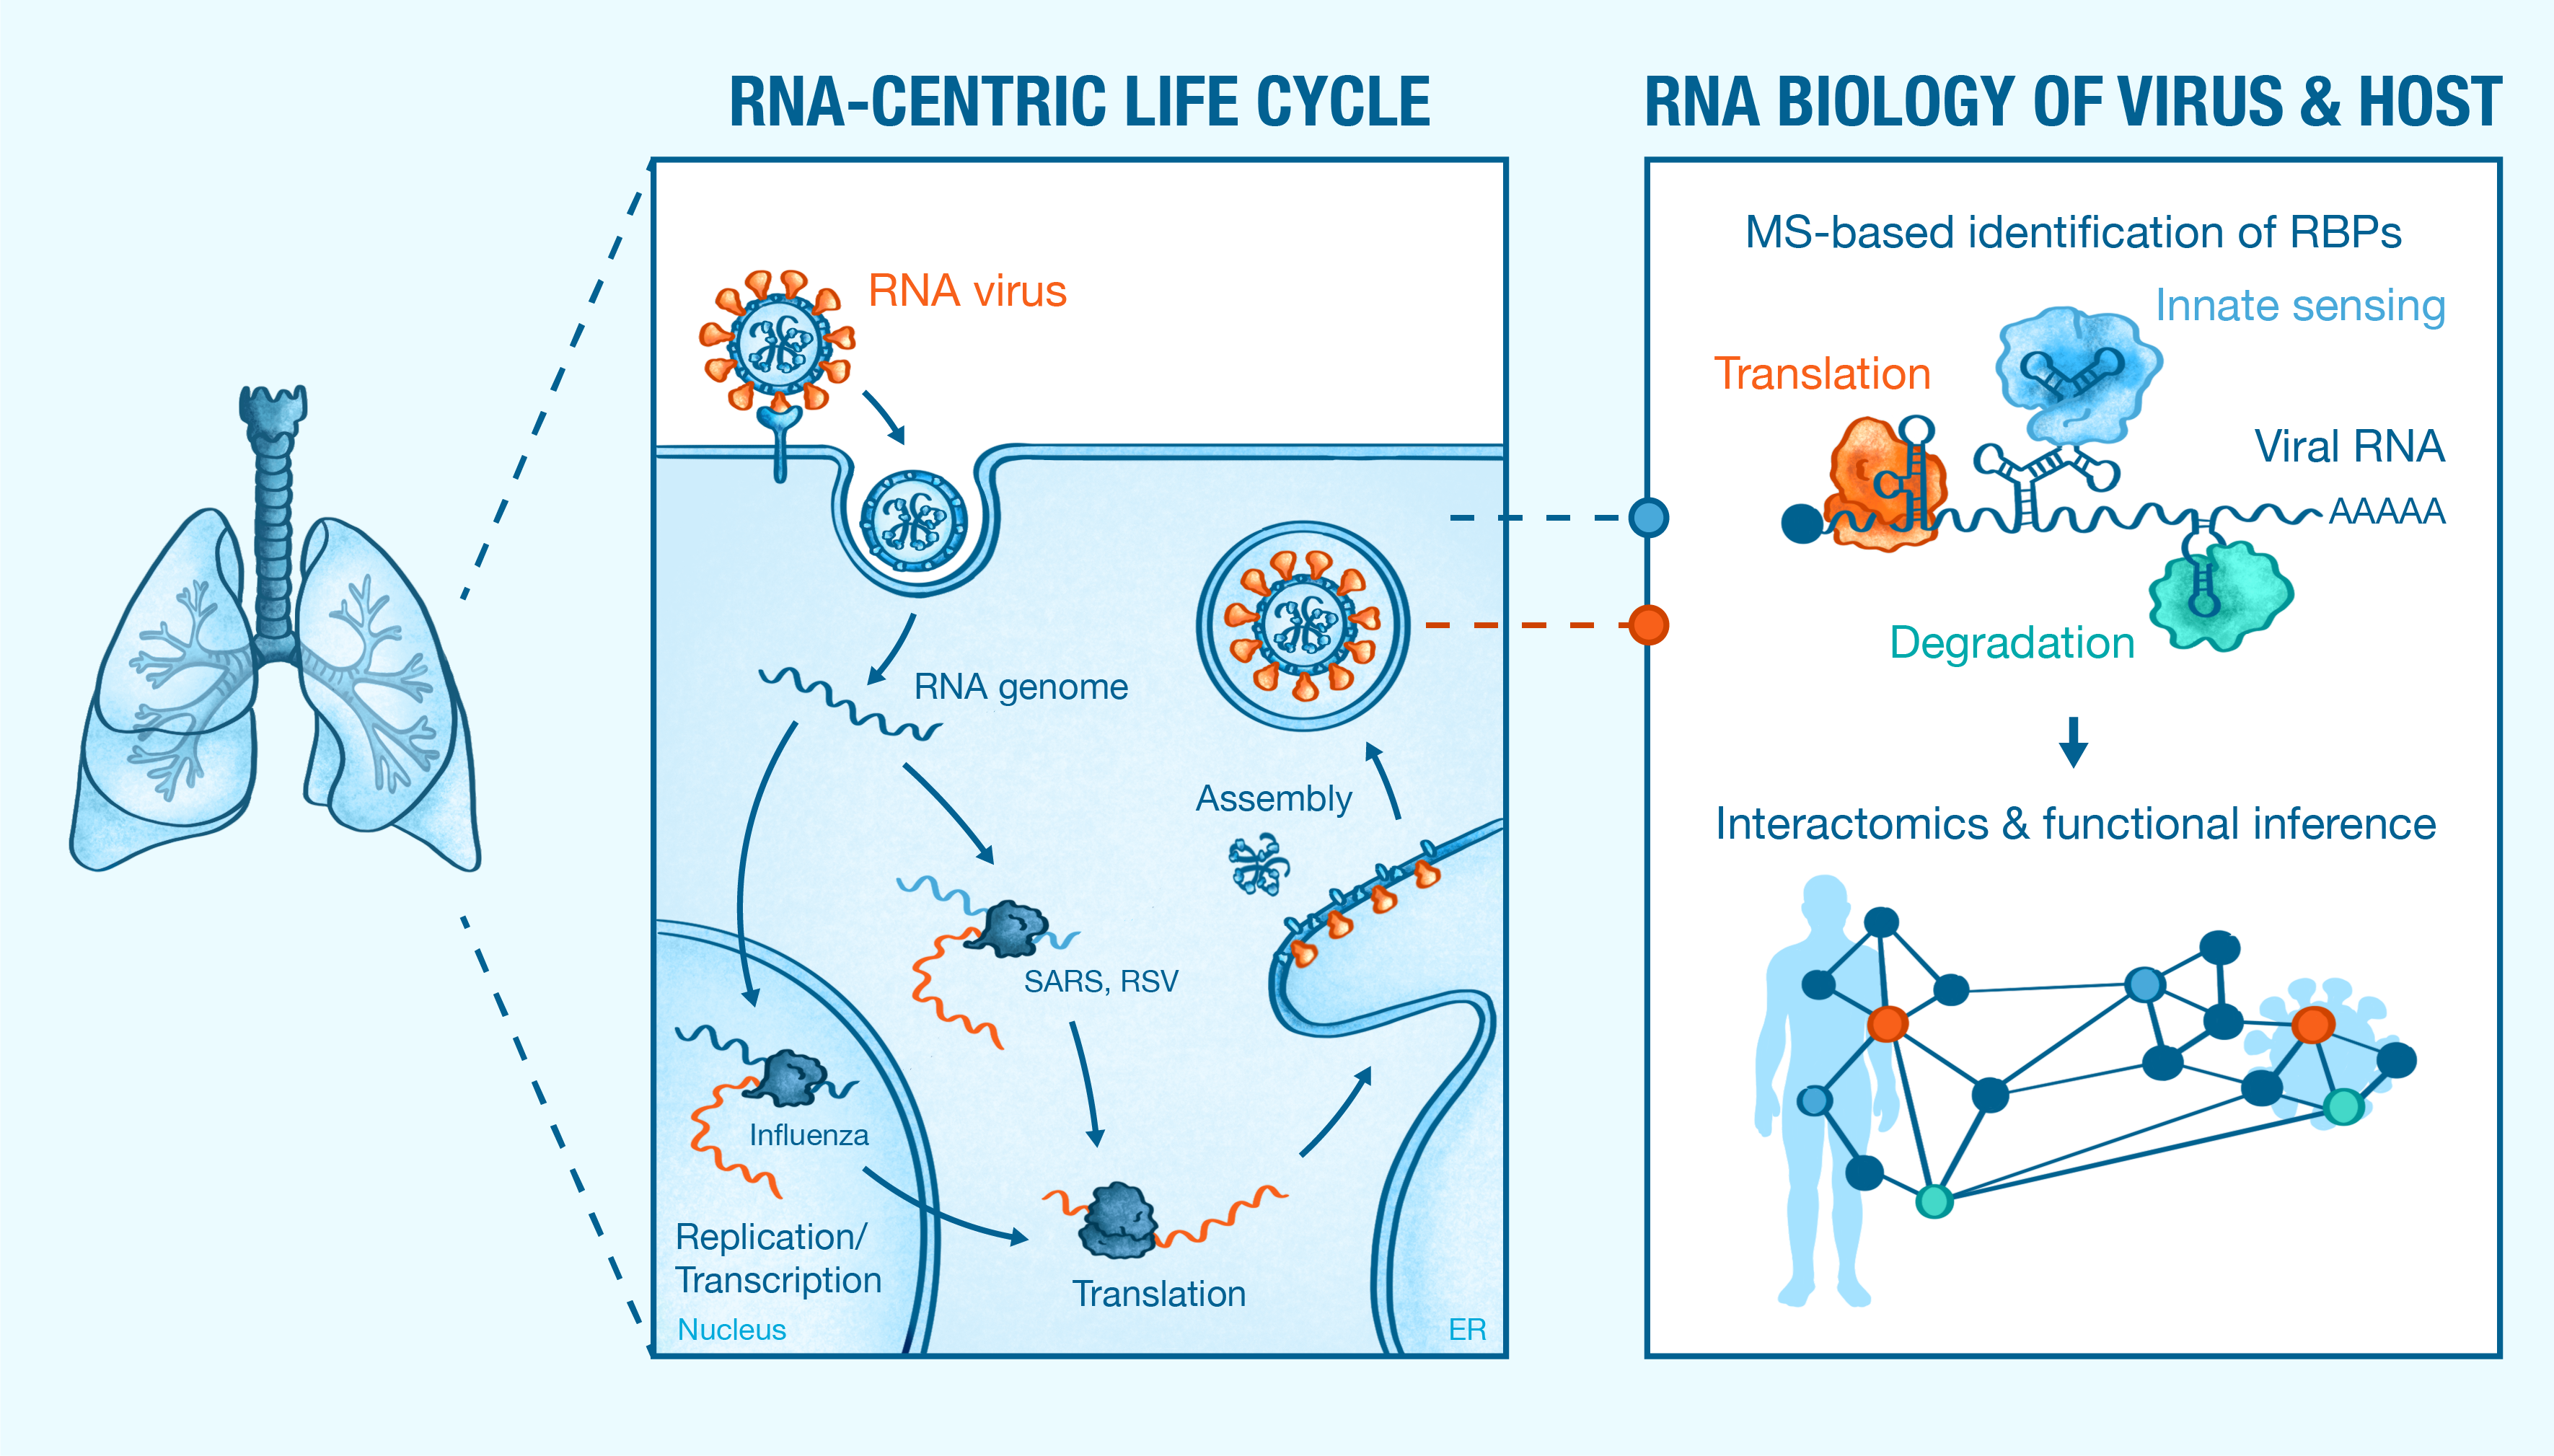 RNA-CENTRIC LIFE CYCLE
RNA virus
RNA genome
Assembly
SARS, RSV
Influenza
Replication/
Transcription
Translation
Nucleus
ER
RNA BIOLOGY OF VIRUS & HOST
MS-based identification of RBPs
Innate sensing
Translation
Viral RNA
AAAAA
Degradation
Interactomics & functional inference